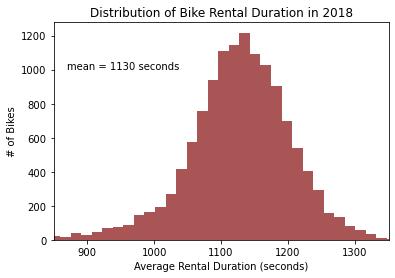 Distribution of Bike Rental Duration in 2018
1200
1000
800
600
400
200
0
# of Bikes
mean = 1130 seconds
900 1000 1100 1200 1300
Average Rental Duration (seconds)